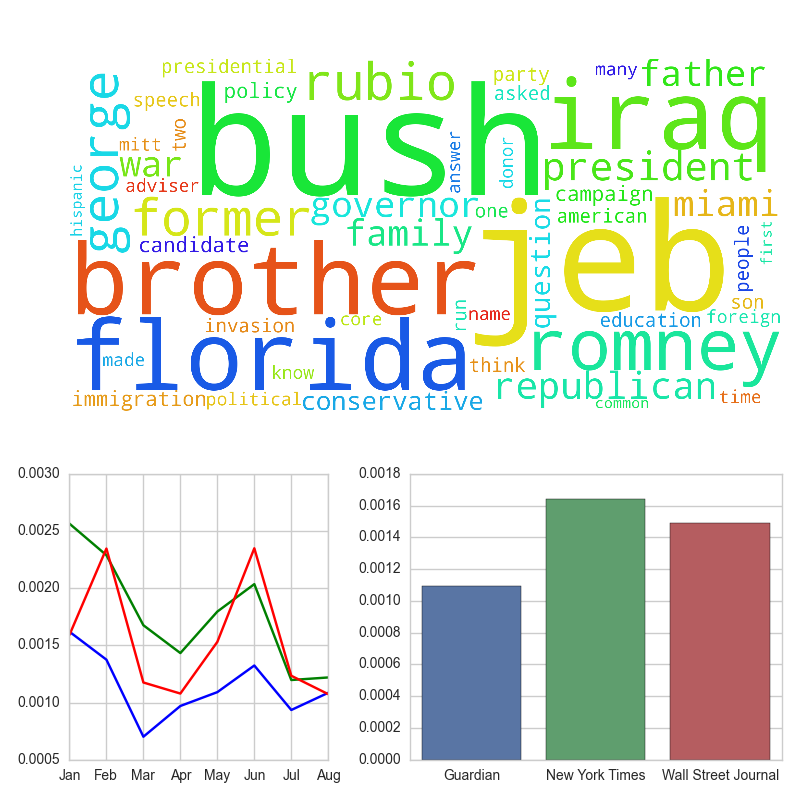 presidential
rubio
party
many
father
george
speech
policy
asked
bush
iraq
mitt
two
war
adviser
answer
donor
president
hispanic
former
governor
one
campaign
american
miami
candidate
family
question
people
first
brother
jeb
son
invasion
core
run
name
education
foreign
florida
made
know
think
romney
immigration
political
conservative
republican
common
time
0.0030
0.0025
0.0020
0.0015
0.0010
0.0005
Jan Feb Mar Apr May Jun Jul Aug
0.0018
0.0016
0.0014
0.0012
0.0010
0.0008
0.0006
0.0004
0.0002
0.0000
Guardian New York Times Wall Street Journal